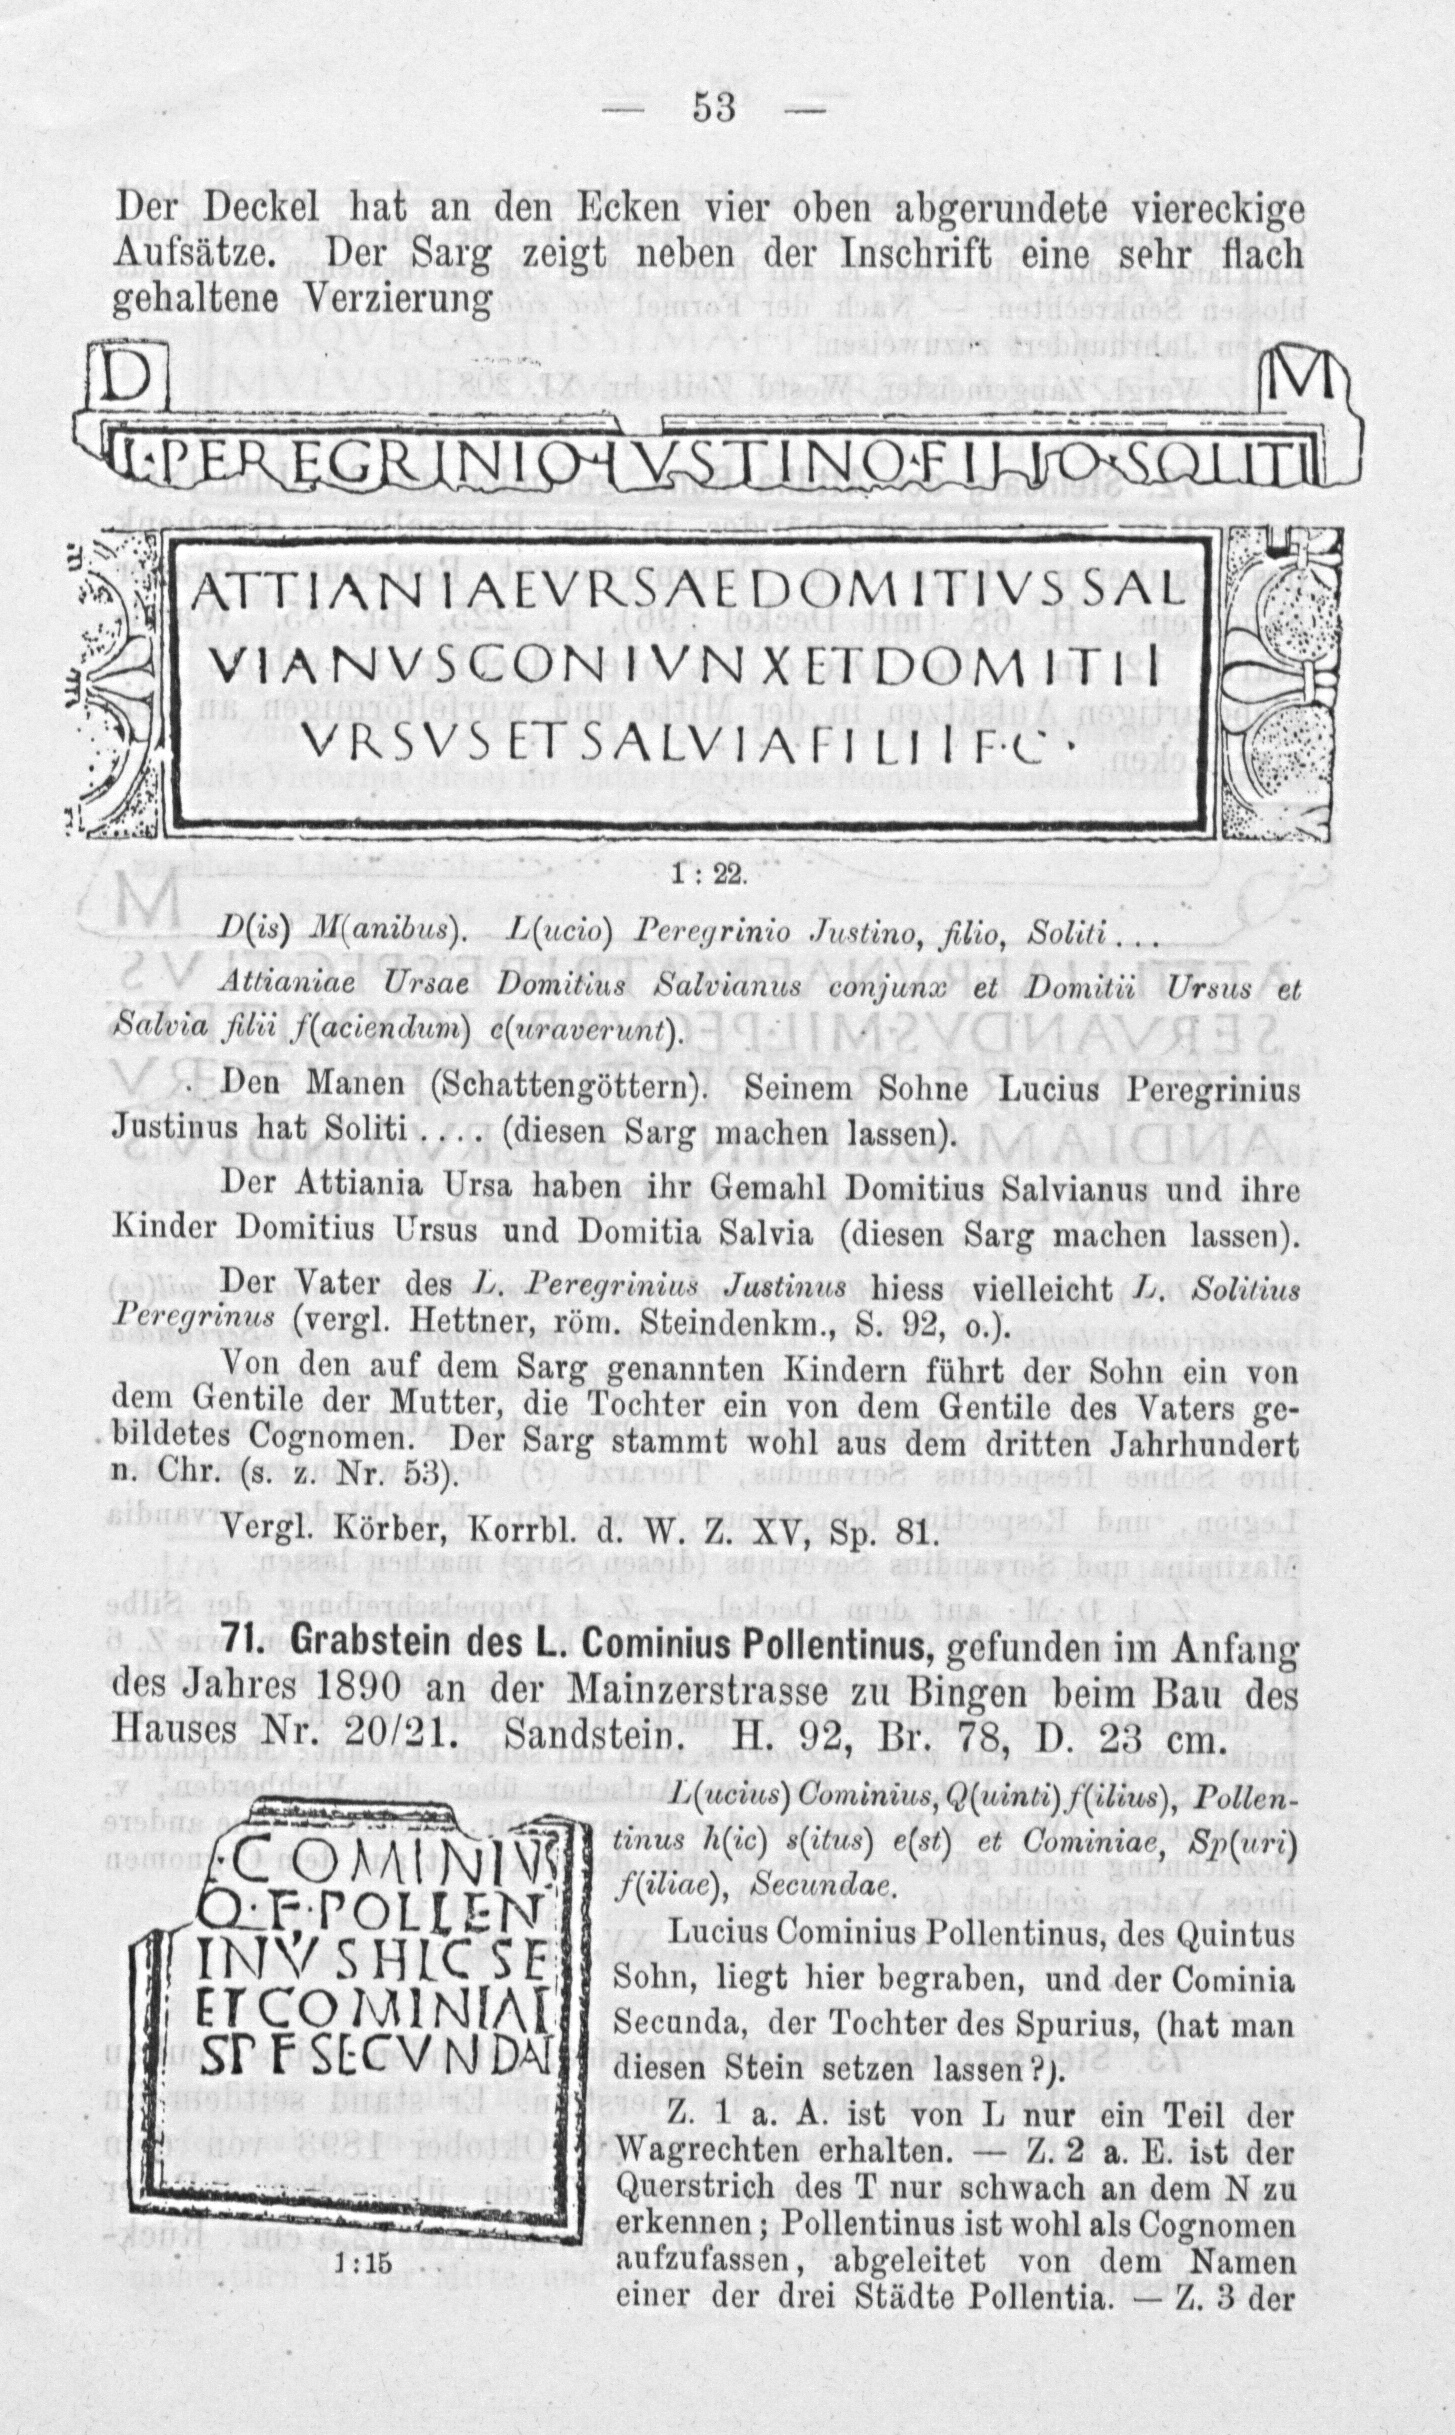 — 53 —
Der Deckel hat an den Ecken vier oben abgerundete viereckige
Aufsätze. Der Sarg zeigt neben der Inschrift eine sehr flach
gehaltene Verzierung
D M
L·PEREGRINIO·IVSTINO·FILIO·SOLITI
ATTIANIAEVRSAEDOMITIVSSAL
VIANVSCONIVNXETDOMITII
VRSVSETSALVIAFILIIF·C·
1 : 22.
D(is) M(anibus). L(ucio) Peregrinio Justino, filio, Soliti...
Attianiae Ursae Domitius Salvianus conjunx et Domitii Ursus et
Salvia filii f(aciendum) c(uraverunt).
Den Manen (Schattengöttern). Seinem Sohne Lucius Peregrinius
Justinus hat Soliti.... (diesen Sarg machen lassen).
Der Attiania Ursa haben ihr Gemahl Domitius Salvianus und ihre
Kinder Domitius Ursus und Domitia Salvia (diesen Sarg machen lassen).
Der Vater des L. Peregrinius Justinus hiess vielleicht L. Solitius
Peregrinus (vergl. Hettner, röm. Steindenkm., S. 92, o.).
Von den auf dem Sarg genannten Kindern führt der Sohn ein von
dem Gentile der Mutter, die Tochter ein von dem Gentile des Vaters ge-
bildetes Cognomen. Der Sarg stammt wohl aus dem dritten Jahrhundert
n. Chr. (s. z. Nr. 53).
Vergl. Körber, Korrbl. d. W. Z. XV, Sp. 81.
71. Grabstein des L. Cominius Pollentinus, gefunden im Anfang
des Jahres 1890 an der Mainzerstrasse zu Bingen beim Bau des
Hauses Nr. 20/21. Sandstein. H. 92, Br. 78, D. 23 cm.
·COMINIVS
Q·F·POLLEN
INVSHICSE
ETCOMINIAE
SPFSECVNDAE
1:15
L(ucius) Cominius, Q(uinti) f(ilius), Pollen-
tinus h(ic) s(itus) e(st) et Cominiae, Sp(uri)
f(iliae), Secundae.
Lucius Cominius Pollentinus, des Quintus
Sohn, liegt hier begraben, und der Cominia
Secunda, der Tochter des Spurius, (hat man
diesen Stein setzen lassen?).
Z. 1 a. A. ist von L nur ein Teil der
Wagrechten erhalten. — Z. 2 a. E. ist der
Querstrich des T nur schwach an dem N zu
erkennen; Pollentinus ist wohl als Cognomen
aufzufassen, abgeleitet von dem Namen
einer der drei Städte Pollentia. — Z. 3 der